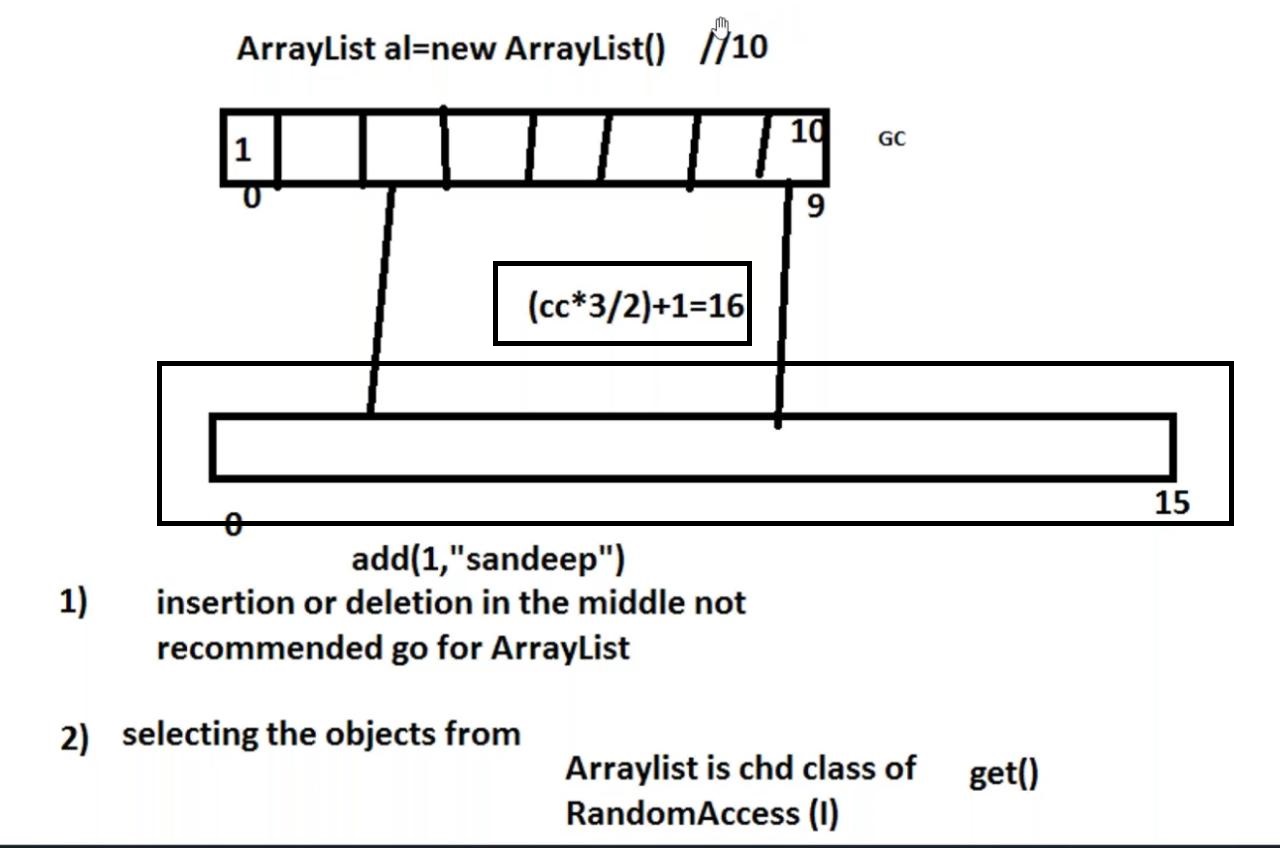 ArrayList al=new ArrayList() //10
1 10 GC
0 9
(cc*3/2)+1=16
15
0
add(1,"sandeep")
1) insertion or deletion in the middle not
recommended go for ArrayList
2) selecting the objects from
Arraylist is chd class of get()
RandomAccess (I)